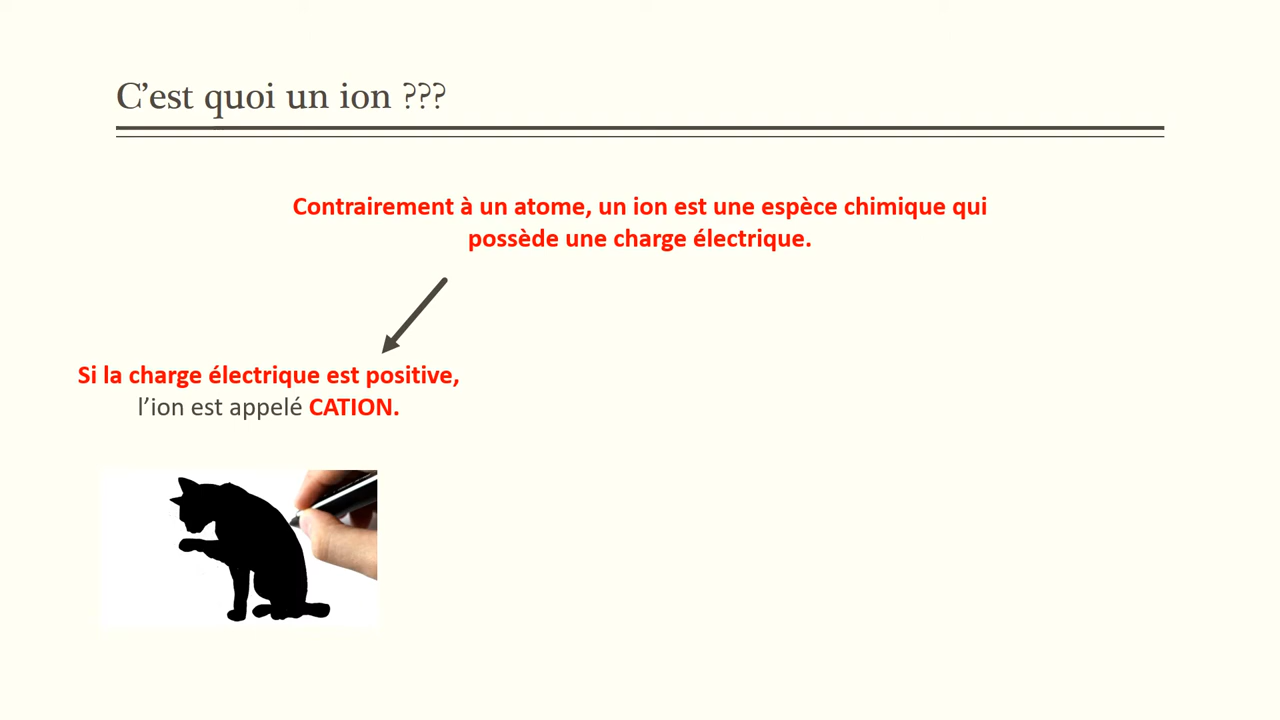 C’est quoi un ion ???
Contrairement à un atome, un ion est une espèce chimique qui
possède une charge électrique.
Si la charge électrique est positive,
l’ion est appelé CATION.